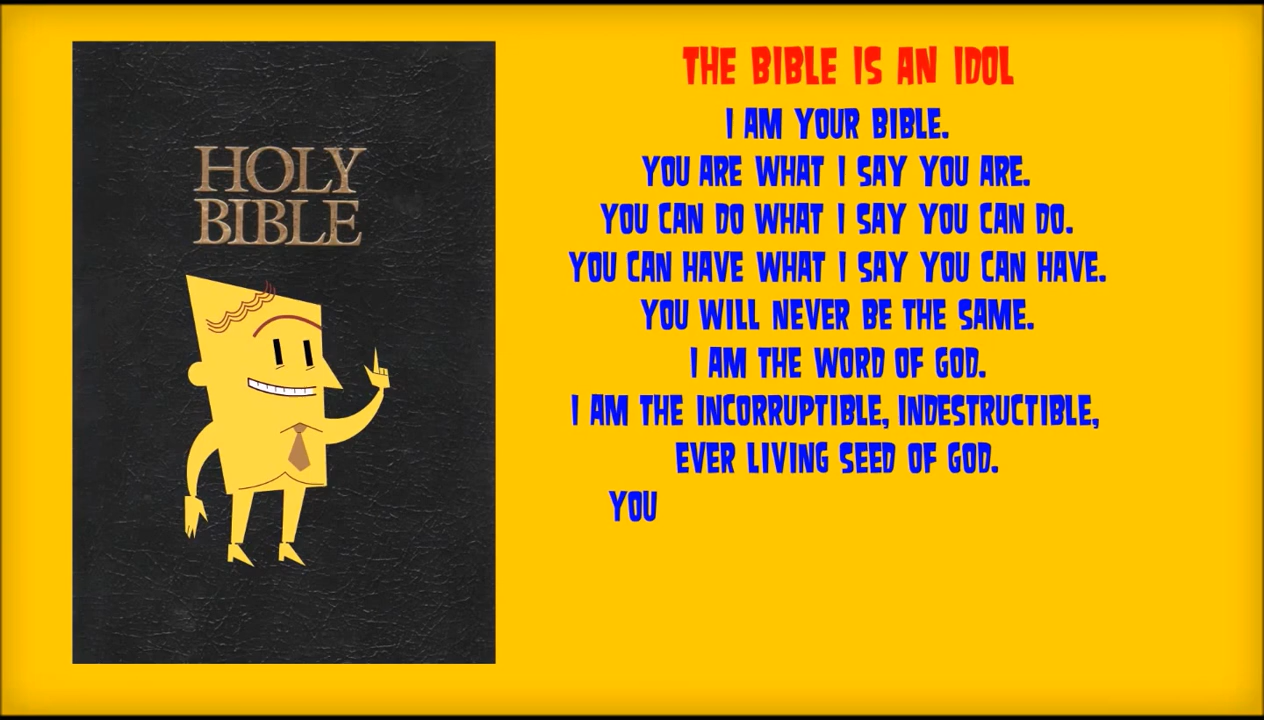 HOLY
BIBLE
THE BIBLE IS AN IDOL
I AM YOUR BIBLE.
YOU ARE WHAT I SAY YOU ARE.
YOU CAN DO WHAT I SAY YOU CAN DO.
YOU CAN HAVE WHAT I SAY YOU CAN HAVE.
YOU WILL NEVER BE THE SAME.
I AM THE WORD OF GOD.
I AM THE INCORRUPTIBLE, INDESTRUCTIBLE,
EVER LIVING SEED OF GOD.
YOU